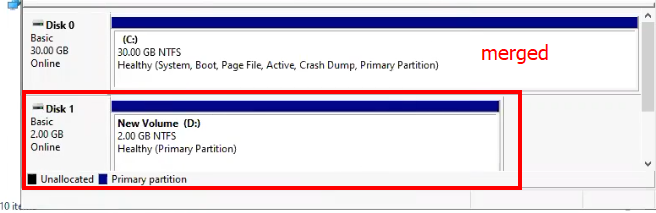 Disk 0
Basic
30.00 GB
Online
(C:)
30.00 GB NTFS
Healthy (System, Boot, Page File, Active, Crash Dump, Primary Partition)
merged
Disk 1
Basic
2.00 GB
Online
New Volume (D:)
2.00 GB NTFS
Healthy (Primary Partition)
Unallocated Primary partition
10